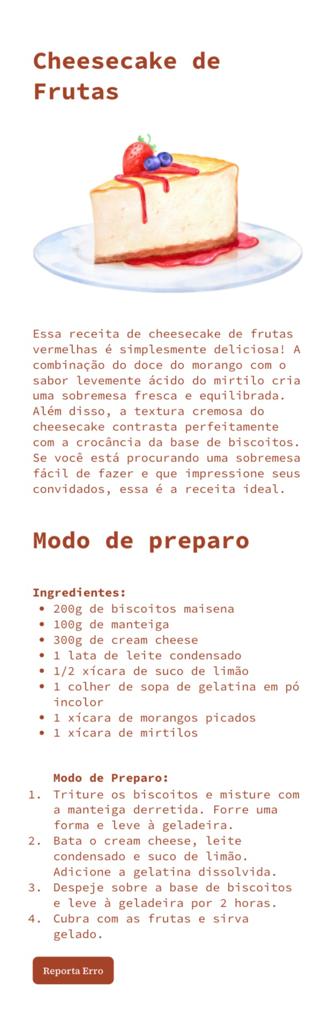 Cheesecake de
Frutas
Essa receita de cheesecake de frutas
vermelhas é simplesmente deliciosa! A
combinação do doce do morango com o
sabor levemente ácido do mirtilo cria
uma sobremesa fresca e equilibrada.
Além disso, a textura cremosa do
cheesecake contrasta perfeitamente
com a crocância da base de biscoitos.
Se você está procurando uma sobremesa
fácil de fazer e que impressione seus
convidados, essa é a receita ideal.
Modo de preparo
Ingredientes:
• 200g de biscoitos maisena
• 100g de manteiga
• 300g de cream cheese
• 1 lata de leite condensado
• 1/2 xícara de suco de limão
• 1 colher de sopa de gelatina em pó
incolor
• 1 xícara de morangos picados
• 1 xícara de mirtilos
Modo de Preparo:
1. Triture os biscoitos e misture com
a manteiga derretida. Forre uma
forma e leve à geladeira.
2. Bata o cream cheese, leite
condensado e suco de limão.
Adicione a gelatina dissolvida.
3. Despeje sobre a base de biscoitos
e leve à geladeira por 2 horas.
4. Cubra com as frutas e sirva
gelado.
Reporta Erro